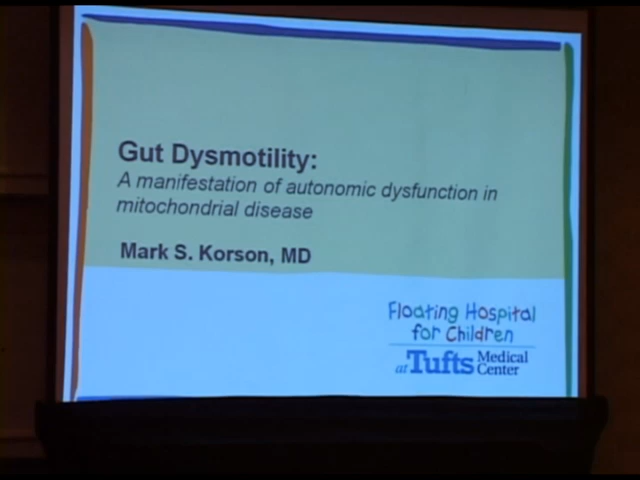 Gut Dysmotility:
A manifestation of autonomic dysfunction in
mitochondrial disease
Mark S. Korson, MD
Floating Hospital
for Children
at Tufts Medical
Center